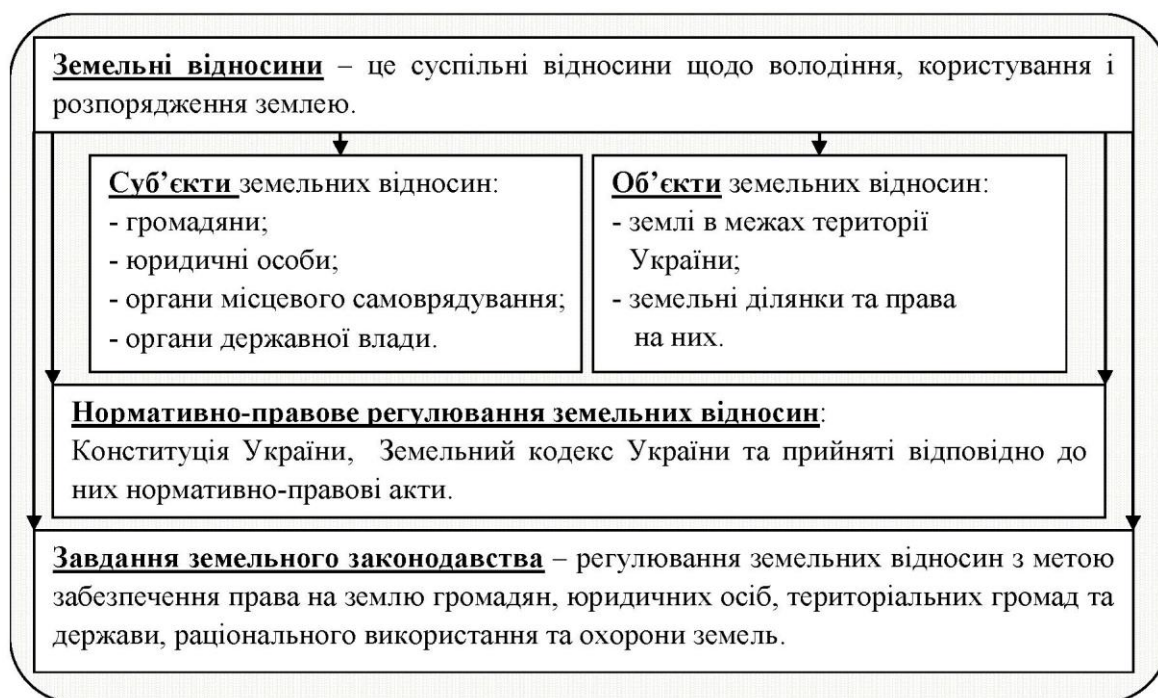 Земельні відносини – це суспільні відносини щодо володіння, користування і
розпорядження землею.
Суб’єкти земельних відносин:
- громадяни;
- юридичні особи;
- органи місцевого самоврядування;
- органи державної влади.
Об’єкти земельних відносин:
- землі в межах території
України;
- земельні ділянки та права
на них.
Нормативно-правове регулювання земельних відносин:
Конституція України, Земельний кодекс України та прийняті відповідно до
них нормативно-правові акти.
Завдання земельного законодавства – регулювання земельних відносин з метою
забезпечення права на землю громадян, юридичних осіб, територіальних громад та
держави, раціонального використання та охорони земель.